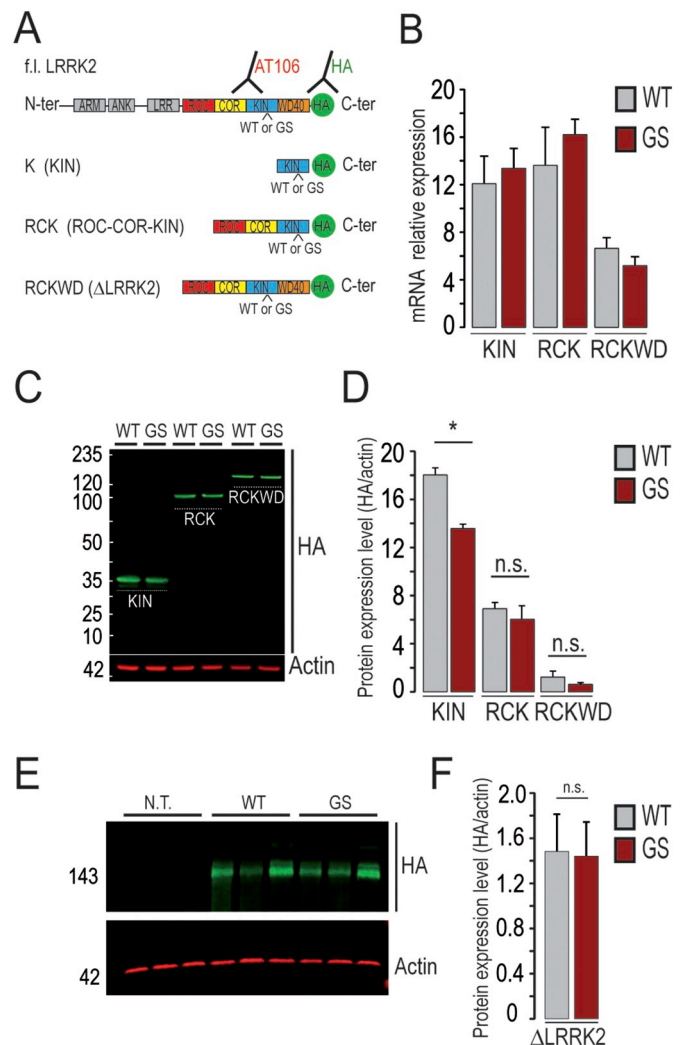 A
f.l. LRRK2
AT106
HA
N-ter
ARM
ANK
LRR
ROC
COR
KIN
WD40
HA
C-ter
WT or GS
K (KIN)
KIN
HA
C-ter
WT or GS
RCK (ROC-COR-KIN)
ROC
COR
KIN
HA
C-ter
WT or GS
RCKWD (ΔLRRK2)
ROC
COR
KIN
WD40
HA
C-ter
WT or GS
B
mRNA relative expression
20
16
12
8
4
0
KIN
RCK
RCKWD
WT
GS
C
WT GS WT GS WT GS
235
120
100
50
35
25
10
42
RCKWD
RCK
KIN
HA
Actin
D
Protein expression level (HA/actin)
20
16
12
8
4
0
*
n.s.
n.s.
KIN
RCK
RCKWD
WT
GS
E
N.T.
WT
GS
143
HA
42
Actin
F
Protein expression level (HA/actin)
2.0
1.6
1.2
0.8
0.4
0
n.s.
ΔLRRK2
WT
GS